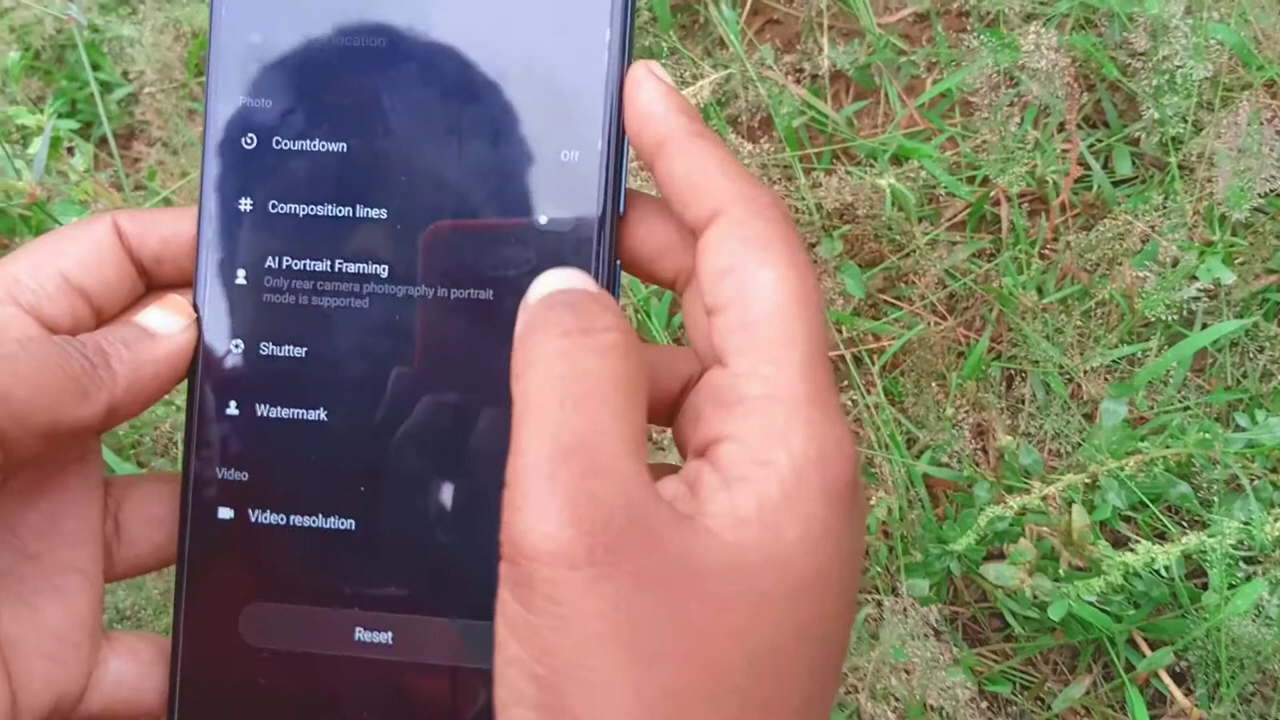 location
Photo
Countdown
Off
Composition lines
AI Portrait Framing
Only rear camera photography in portrait
mode is supported
Shutter
Watermark
Video
Video resolution
Reset